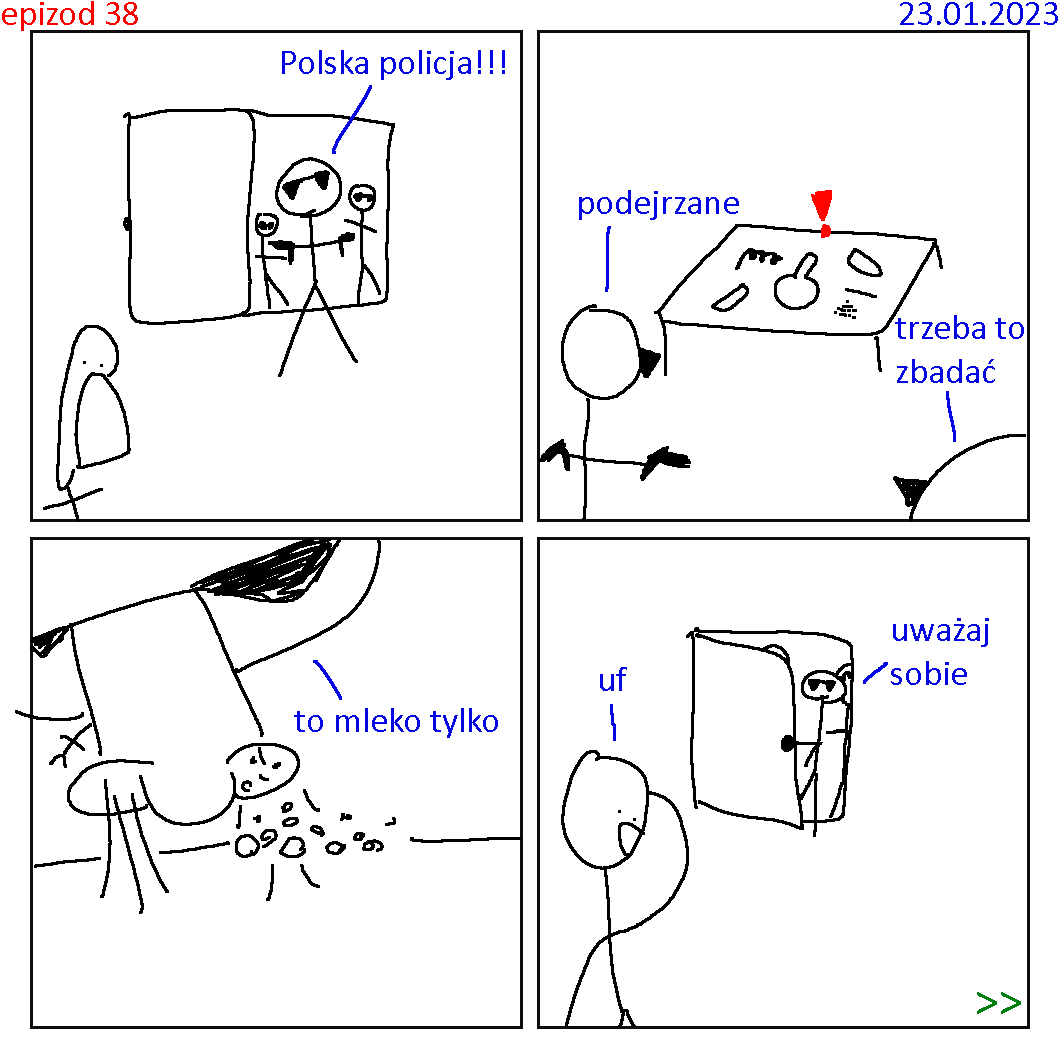 epizod 38
23.01.2023
Polska policja!!!
podejrzane
trzeba to
zbadać
to mleko tylko
uf
uważaj
sobie
>>